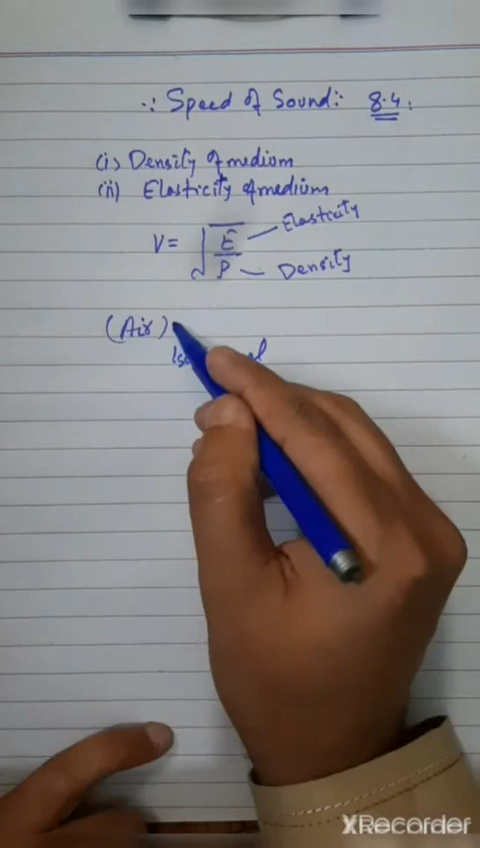 ∴ Speed of Sound: 8.4.
(i) Density of medium
(ii) Elasticity of medium
V = √E/ρ — Elasticity
— Density
(Air)
XRecorder